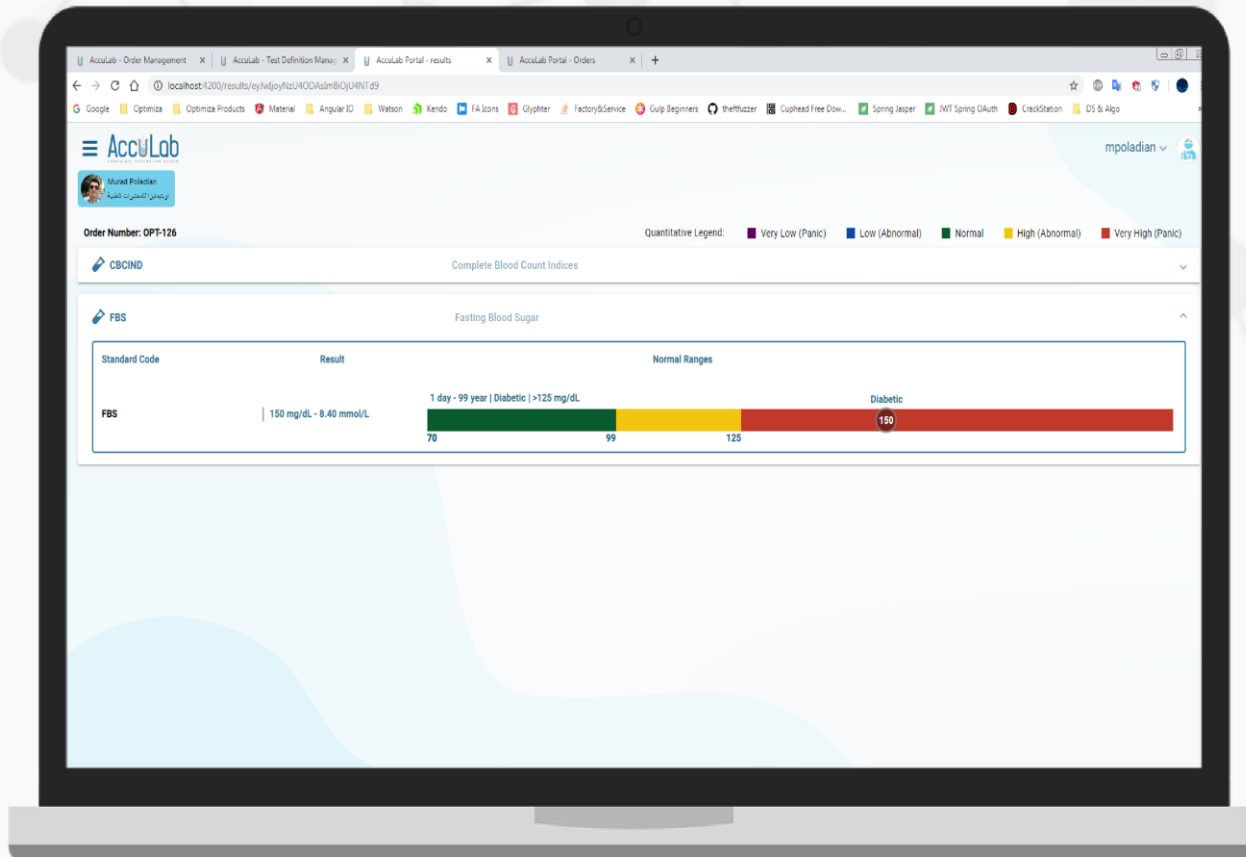 AccuLab - Order Management
AccuLab - Test Definition Manag
AccuLab Portal - results
AccuLab Portal - Orders
localhost:4200/results/
Google Optimiza Optimiza Products Material Angular IO Watson Kendo FA Icons Glyphter Factory&Service Gulp Beginners theftfuzzer Cuphead Free Dow... Spring Jasper JWT Spring OAuth CrackStation DS & Algo
AccuLab
mpoladian
Murad Poladian
Order Number: OPT-126
Quantitative Legend: Very Low (Panic) Low (Abnormal) Normal High (Abnormal) Very High (Panic)
CBCIND Complete Blood Count Indices
FBS Fasting Blood Sugar
Standard Code Result Normal Ranges
1 day - 99 year | Diabetic | >125 mg/dL Diabetic
FBS 150 mg/dL - 8.40 mmol/L 150
70 99 125